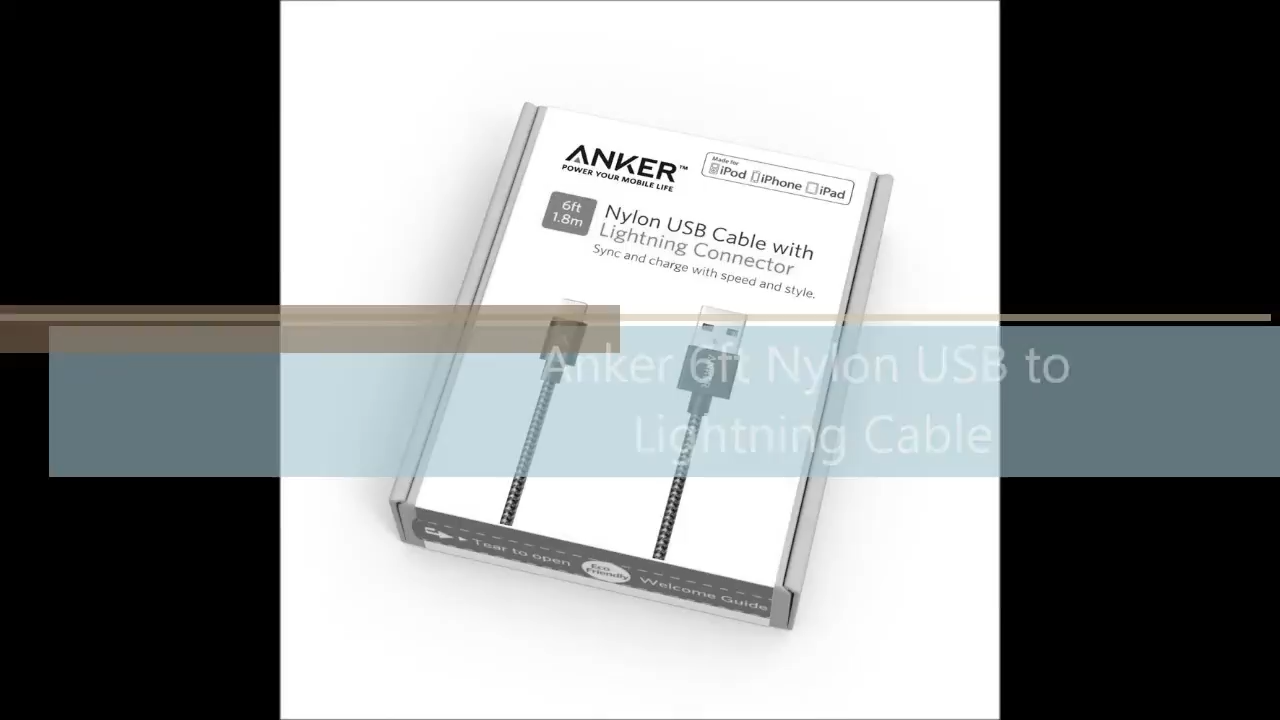 ANKER™
POWER YOUR MOBILE LIFE
Made for
iPod iPhone iPad
6ft
1.8m
Nylon USB Cable with
Lightning Connector
Sync and charge with speed and style.
Anker 6ft Nylon USB to
Lightning Cable
Tear to open
Eco
Friendly
Welcome Guide